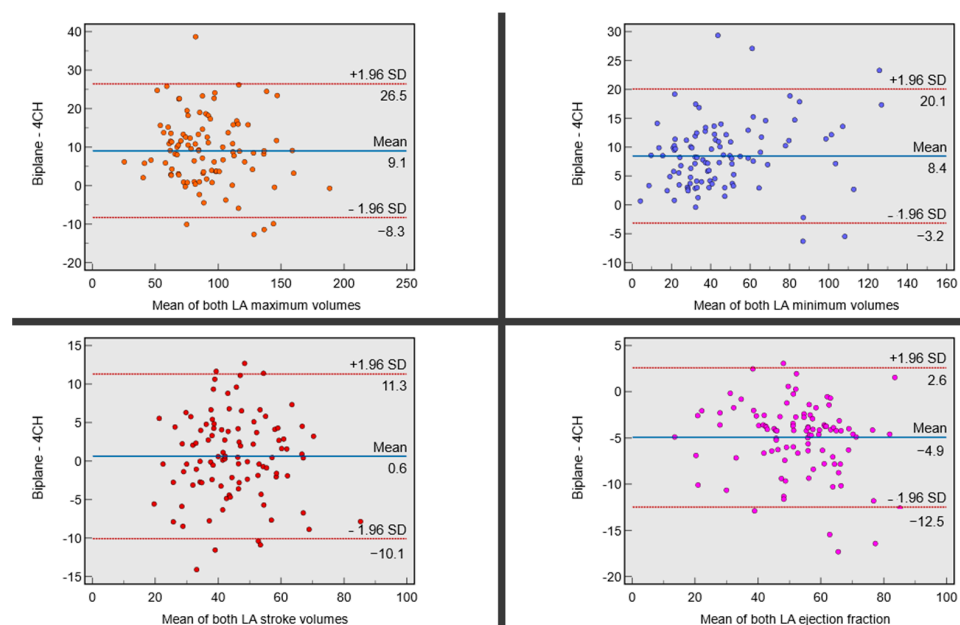 40
30
20
10
0
-10
-20
Biplane - 4CH
+1.96 SD
26.5
Mean
9.1
- 1.96 SD
−8.3
0 50 100 150 200 250
Mean of both LA maximum volumes
30
25
20
15
10
5
0
-5
-10
Biplane - 4CH
+1.96 SD
20.1
Mean
8.4
- 1.96 SD
−3.2
0 20 40 60 80 100 120 140 160
Mean of both LA minimum volumes
15
10
5
0
-5
-10
-15
Biplane - 4CH
+1.96 SD
11.3
Mean
0.6
- 1.96 SD
−10.1
0 20 40 60 80 100
Mean of both LA stroke volumes
5
0
-5
-10
-15
-20
Biplane - 4CH
+1.96 SD
2.6
Mean
−4.9
- 1.96 SD
−12.5
0 20 40 60 80 100
Mean of both LA ejection fraction